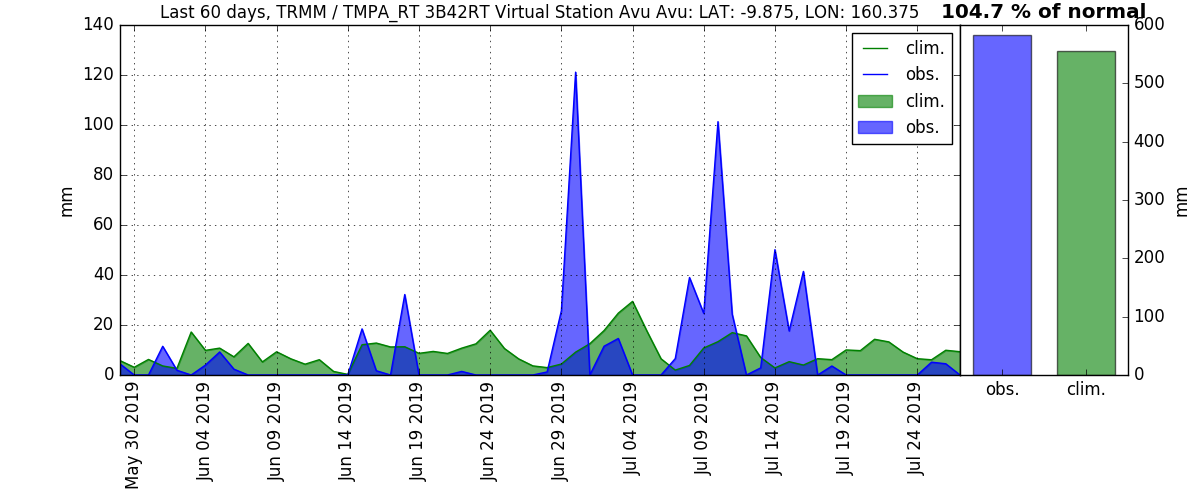 Last 60 days, TRMM / TMPA_RT 3B42RT Virtual Station Avu Avu: LAT: -9.875, LON: 160.375
104.7 % of normal
140
120
100
80
60
40
20
0
mm
clim.
obs.
clim.
obs.
600
500
400
300
200
100
0
mm
May 30 2019
Jun 04 2019
Jun 09 2019
Jun 14 2019
Jun 19 2019
Jun 24 2019
Jun 29 2019
Jul 04 2019
Jul 09 2019
Jul 14 2019
Jul 19 2019
Jul 24 2019
obs.
clim.